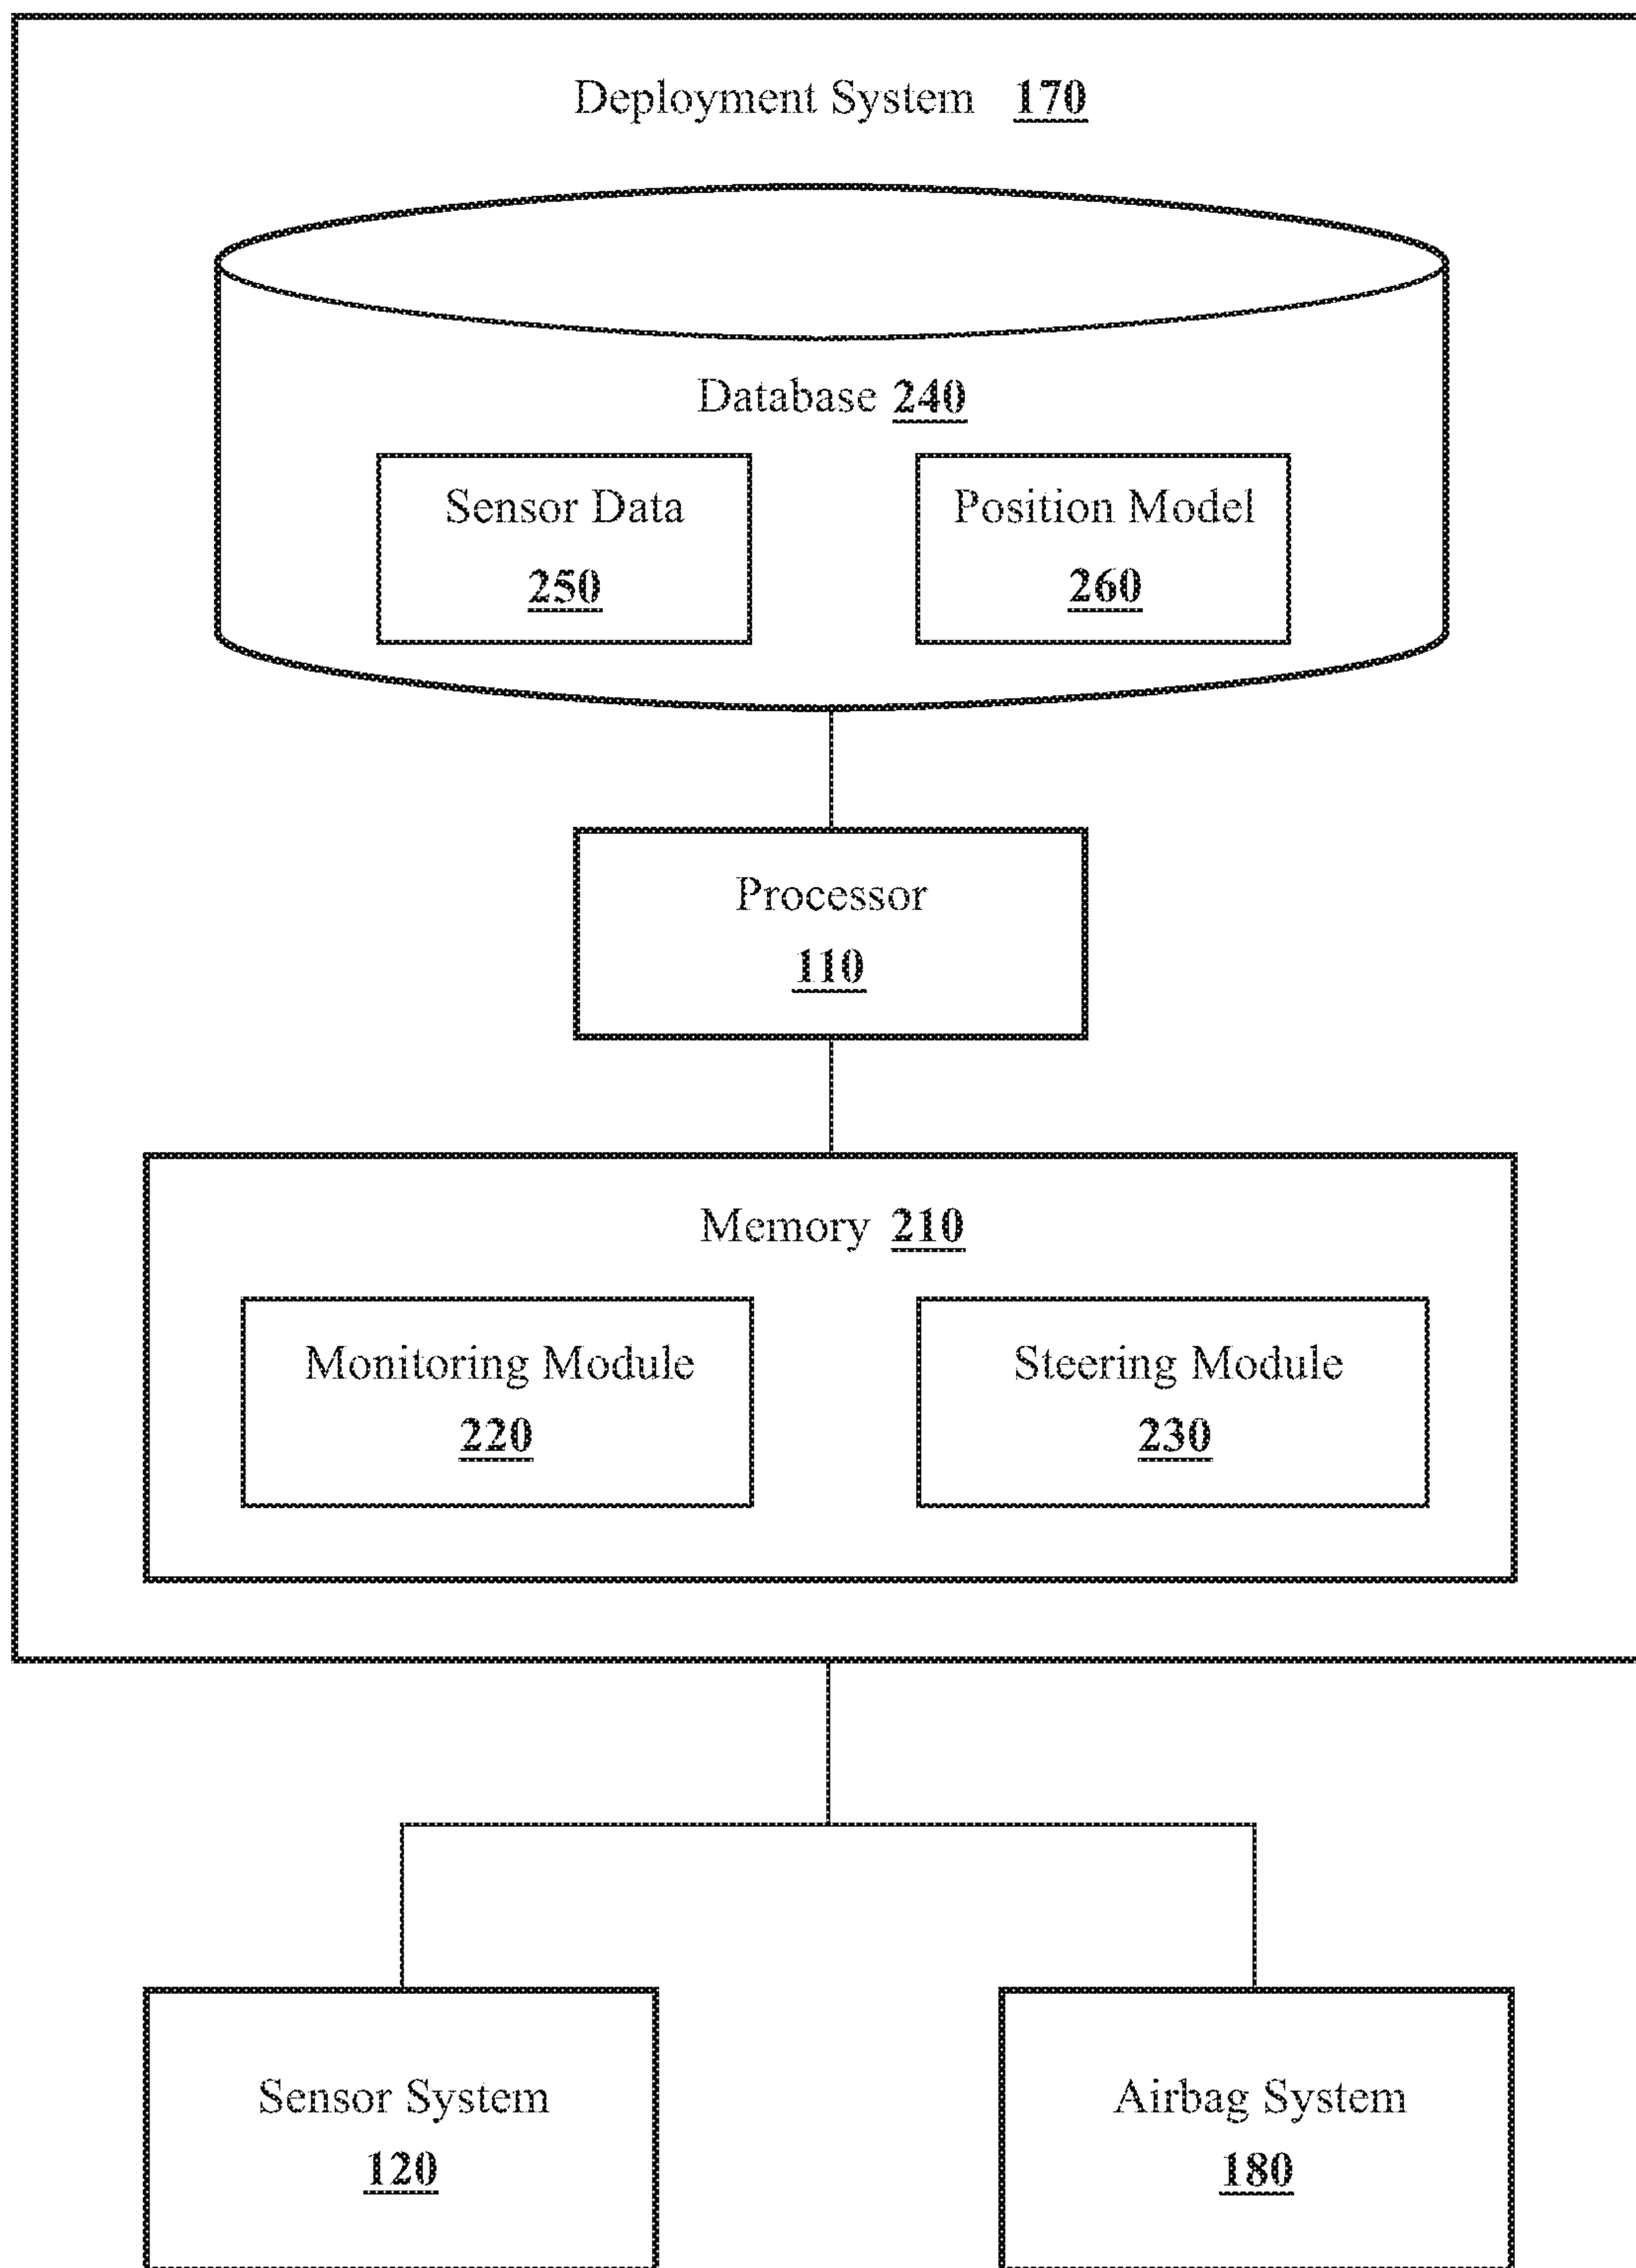 Deployment System 170
Database 240
Sensor Data
250
Position Model
260
Processor
110
Memory 210
Monitoring Module
220
Steering Module
230
Sensor System
120
Airbag System
180